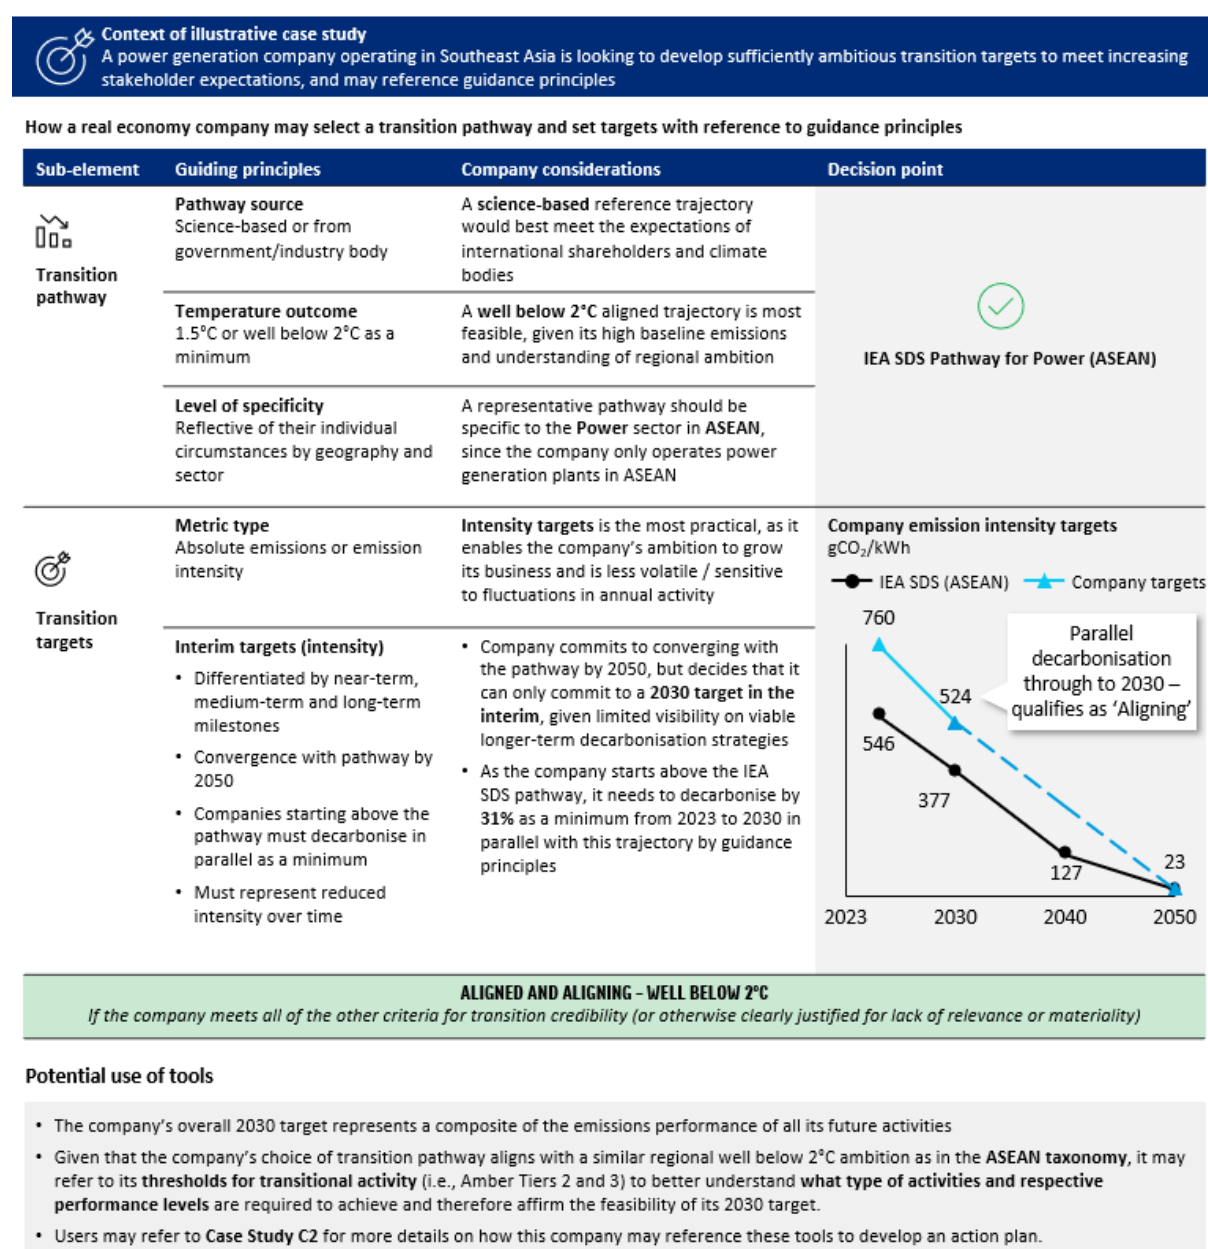 Context of illustrative case study
A power generation company operating in Southeast Asia is looking to develop sufficiently ambitious transition targets to meet increasing
stakeholder expectations, and may reference guidance principles
How a real economy company may select a transition pathway and set targets with reference to guidance principles
Sub-element
Guiding principles
Company considerations
Decision point
Transition
pathway
Pathway source
Science-based or from
government/industry body
A science-based reference trajectory
would best meet the expectations of
international shareholders and climate
bodies
Temperature outcome
1.5°C or well below 2°C as a
minimum
A well below 2°C aligned trajectory is most
feasible, given its high baseline emissions
and understanding of regional ambition
Level of specificity
Reflective of their individual
circumstances by geography and
sector
A representative pathway should be
specific to the Power sector in ASEAN,
since the company only operates power
generation plants in ASEAN
IEA SDS Pathway for Power (ASEAN)
Transition
targets
Metric type
Absolute emissions or emission
intensity
Intensity targets is the most practical, as it
enables the company's ambition to grow
its business and is less volatile / sensitive
to fluctuations in annual activity
Interim targets (intensity)
• Differentiated by near-term,
medium-term and long-term
milestones
• Convergence with pathway by
2050
• Companies starting above the
pathway must decarbonise in
parallel as a minimum
• Must represent reduced
intensity over time
• Company commits to converging with
the pathway by 2050, but decides that it
can only commit to a 2030 target in the
interim, given limited visibility on viable
longer-term decarbonisation strategies
• As the company starts above the IEA
SDS pathway, it needs to decarbonise by
31% as a minimum from 2023 to 2030 in
parallel with this trajectory by guidance
principles
Company emission intensity targets
gCO₂/kWh
IEA SDS (ASEAN)
Company targets
760
Parallel
decarbonisation
through to 2030 –
qualifies as 'Aligning'
524
546
377
127
23
2023
2030
2040
2050
ALIGNED AND ALIGNING – WELL BELOW 2°C
If the company meets all of the other criteria for transition credibility (or otherwise clearly justified for lack of relevance or materiality)
Potential use of tools
• The company's overall 2030 target represents a composite of the emissions performance of all its future activities
• Given that the company's choice of transition pathway aligns with a similar regional well below 2°C ambition as in the ASEAN taxonomy, it may
refer to its thresholds for transitional activity (i.e., Amber Tiers 2 and 3) to better understand what type of activities and respective
performance levels are required to achieve and therefore affirm the feasibility of its 2030 target.
• Users may refer to Case Study C2 for more details on how this company may reference these tools to develop an action plan.